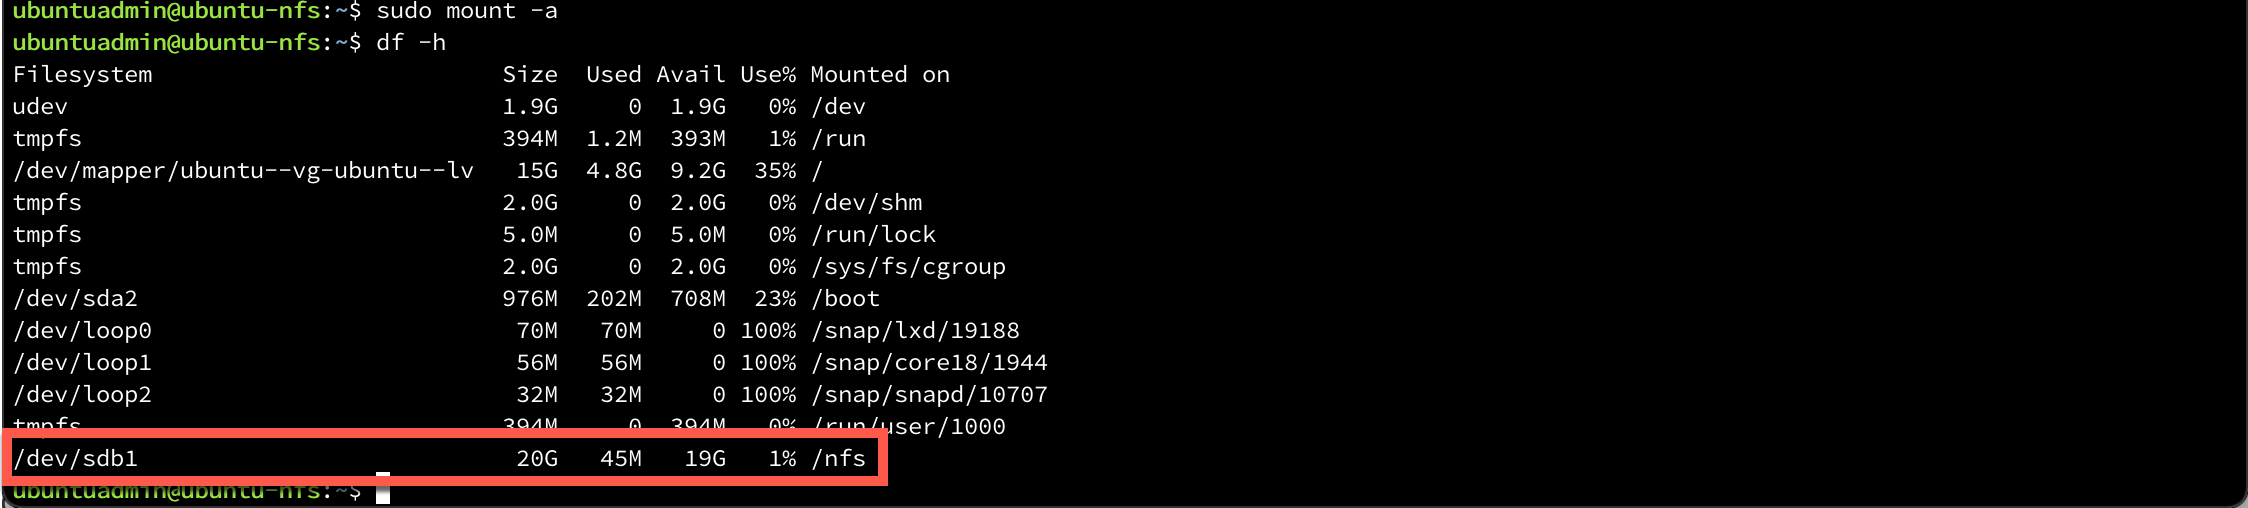 ubuntuadmin@ubuntu-nfs:~$ sudo mount -a
ubuntuadmin@ubuntu-nfs:~$ df -h
Filesystem                         Size  Used Avail Use% Mounted on
udev                               1.9G     0  1.9G   0% /dev
tmpfs                              394M  1.2M  393M   1% /run
/dev/mapper/ubuntu--vg-ubuntu--lv   15G  4.8G  9.2G  35% /
tmpfs                              2.0G     0  2.0G   0% /dev/shm
tmpfs                              5.0M     0  5.0M   0% /run/lock
tmpfs                              2.0G     0  2.0G   0% /sys/fs/cgroup
/dev/sda2                          976M  202M  708M  23% /boot
/dev/loop0                          70M   70M     0 100% /snap/lxd/19188
/dev/loop1                          56M   56M     0 100% /snap/core18/1944
/dev/loop2                          32M   32M     0 100% /snap/snapd/10707
tmpfs                              394M     0  394M   0% /run/user/1000
/dev/sdb1                           20G   45M   19G   1% /nfs
ubuntuadmin@ubuntu-nfs:~$